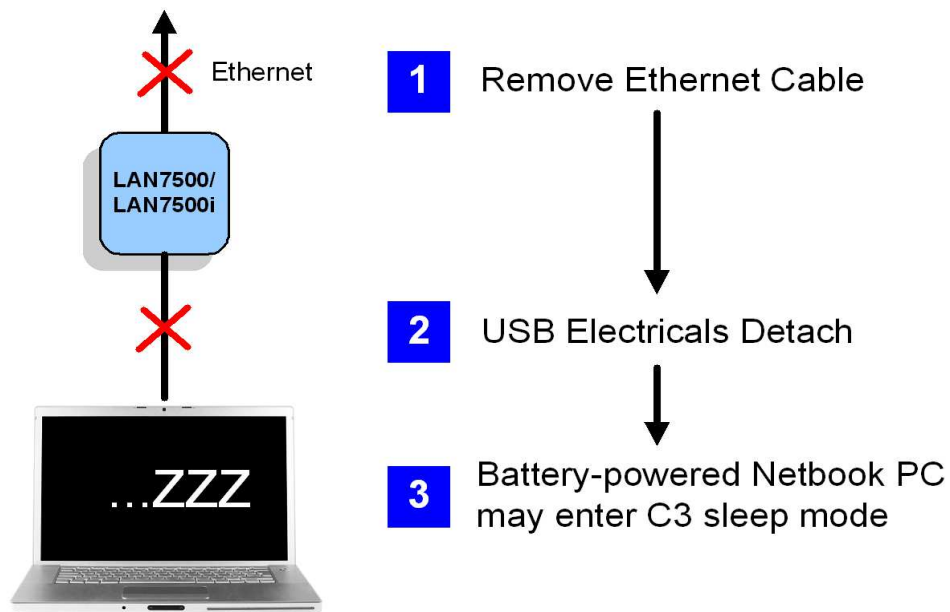 Ethernet
LAN7500/
LAN7500i
...ZZZ
1 Remove Ethernet Cable
2 USB Electricals Detach
3 Battery-powered Netbook PC
may enter C3 sleep mode